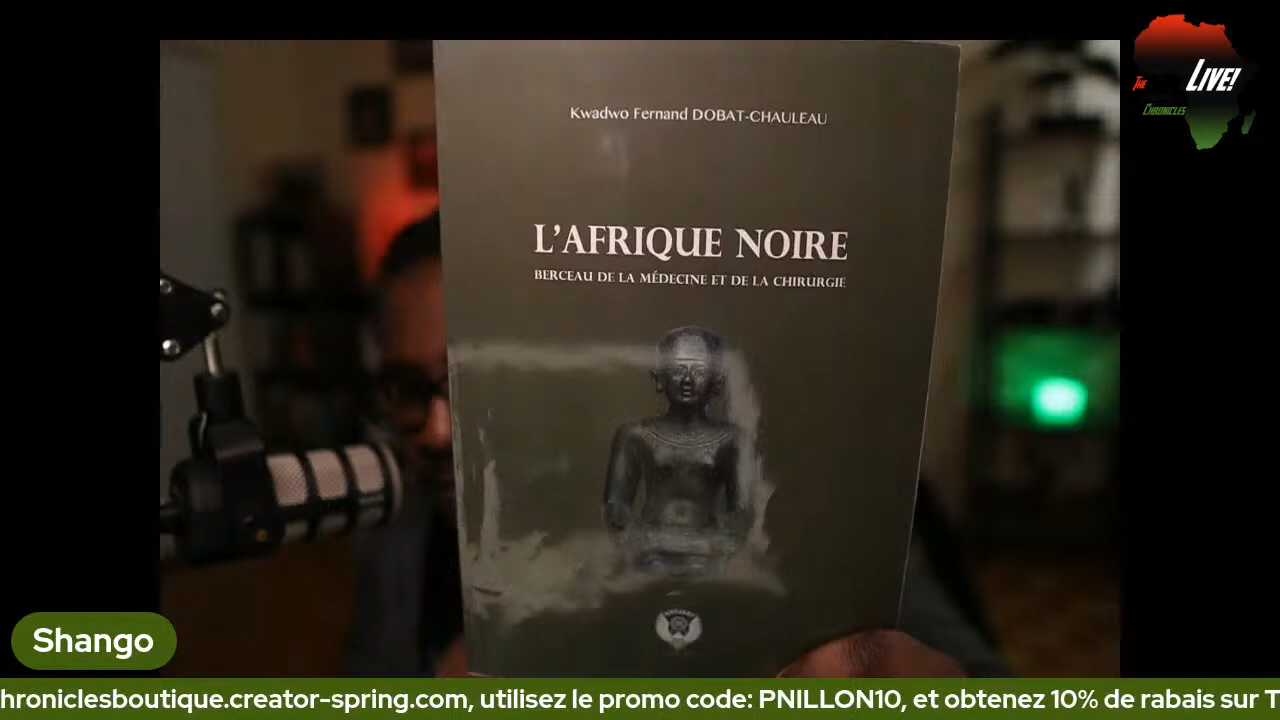 Kwadwo Fernand DOBAT-CHAULEAU
L'AFRIQUE NOIRE
BERCEAU DE LA MÉDECINE ET DE LA CHIRURGIE
THE
LIVE!
CHRONICLES
Shango
hroniclesboutique.creator-spring.com, utilisez le promo code: PNILLON10, et obtenez 10% de rabais sur T